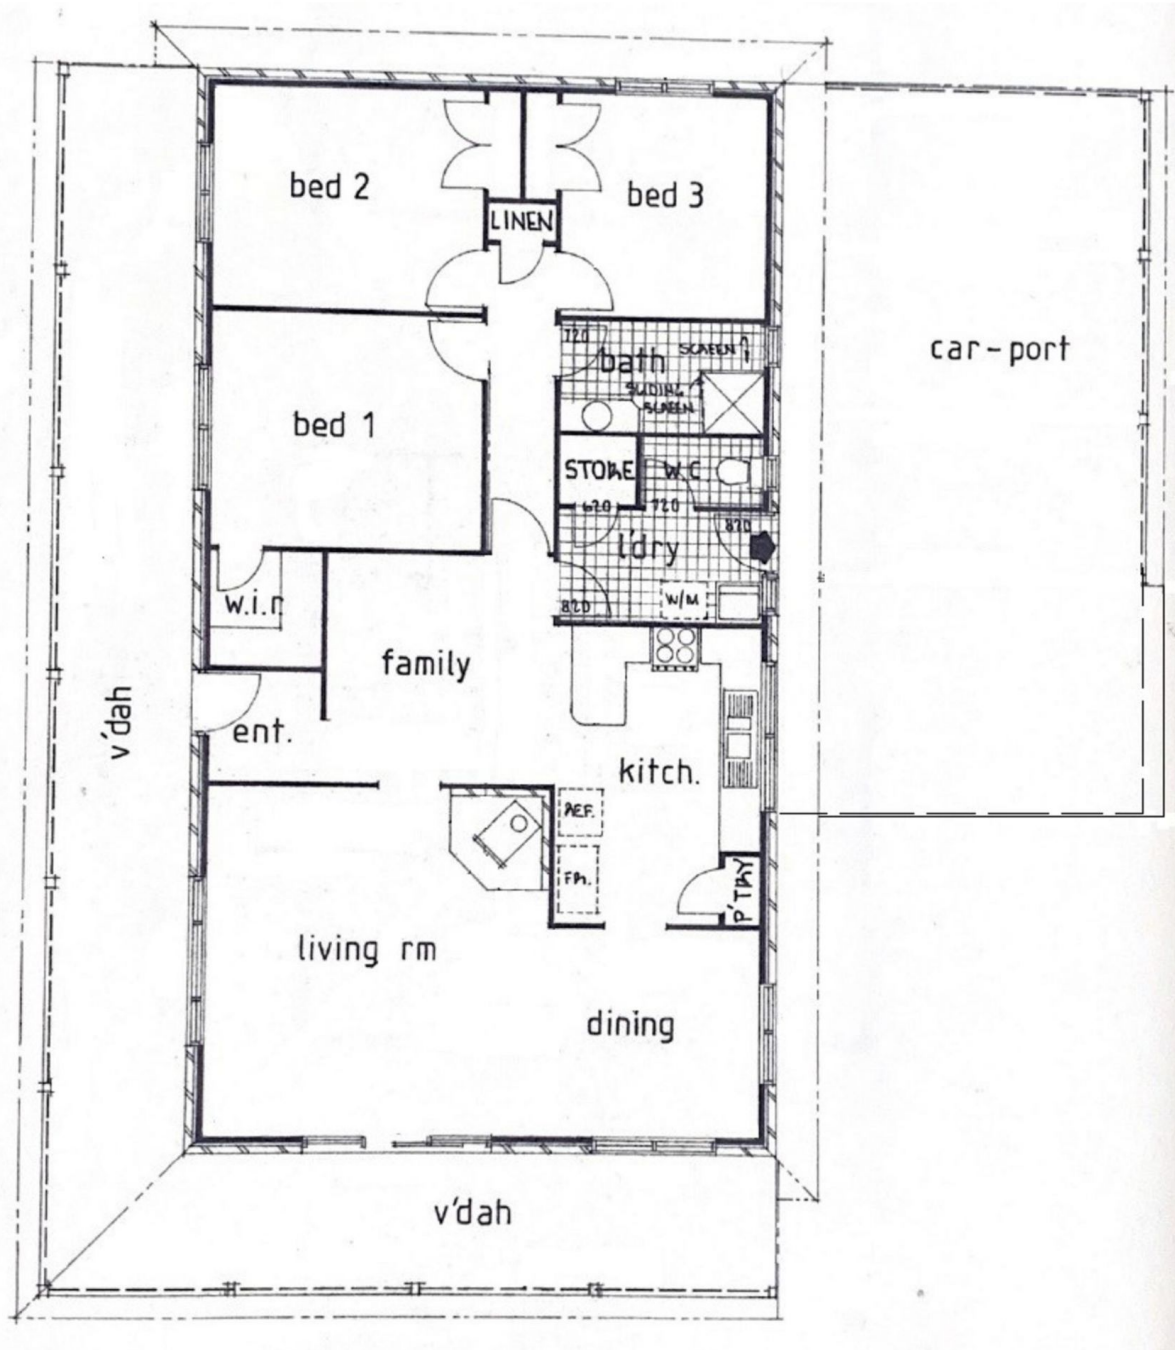 bed 2
bed 3
LINEN
720
bath
SCREEN
SLIDING
SCREEN
car-port
bed 1
STORE
W.C
620
720
820
l'dry
W/M
820
w.i.r
family
v'dah
ent.
kitch.
REF.
FR.
P'TRY
living rm
dining
v'dah